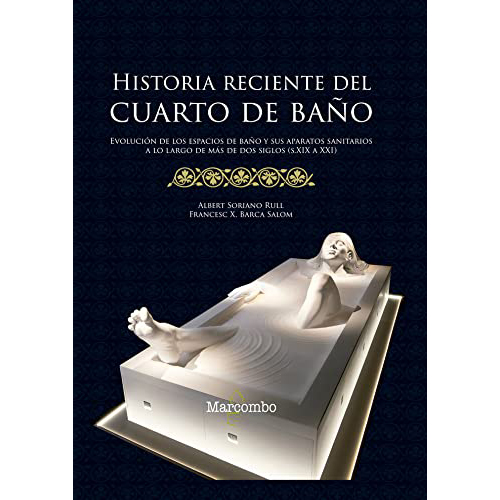 HISTORIA RECIENTE DEL
CUARTO DE BAÑO
EVOLUCIÓN DE LOS ESPACIOS DE BAÑO Y SUS APARATOS SANITARIOS
A LO LARGO DE MÁS DE DOS SIGLOS (S.XIX A XXI)
ALBERT SORIANO RULL
FRANCESC X. BARCA SALOM
Marcombo